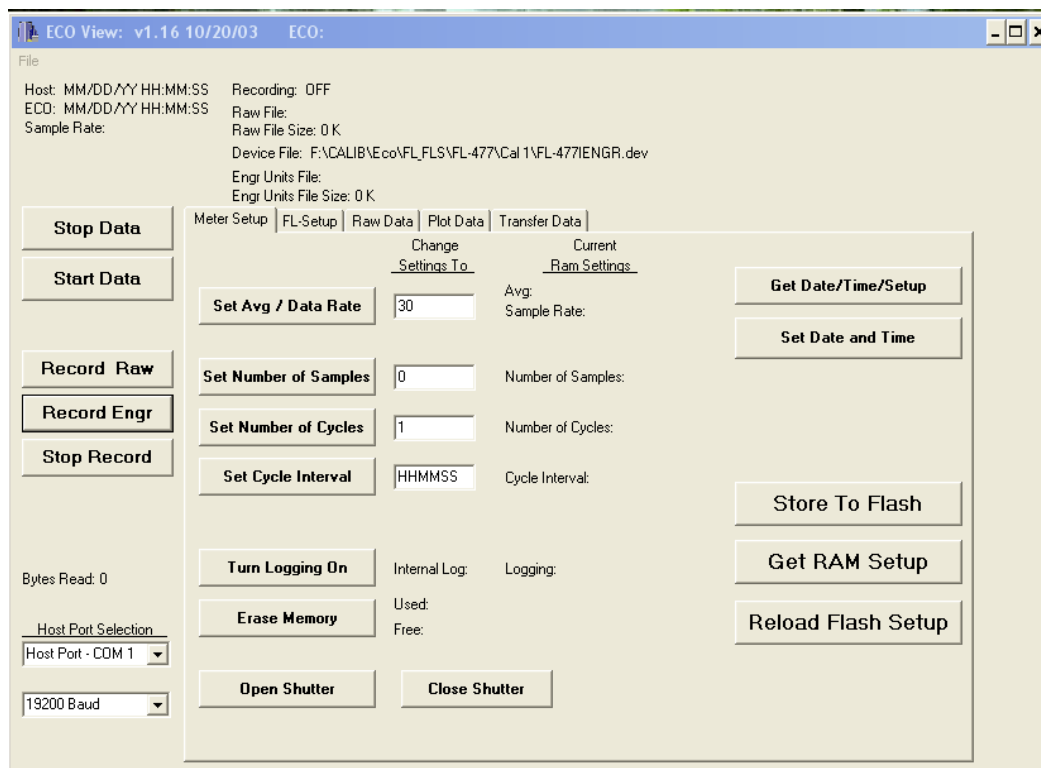 ECO View: v1.16 10/20/03 ECO:
File
Host: MM/DD/YY HH:MM:SS
ECO: MM/DD/YY HH:MM:SS
Sample Rate:
Recording: OFF
Raw File:
Raw File Size: 0 K
Device File: F:\CALIB\Eco\FL_FLS\FL-477\Cal 1\FL-477IENGR.dev
Engr Units File:
Engr Units File Size: 0 K
Stop Data
Start Data
Record Raw
Record Engr
Stop Record
Bytes Read: 0
Host Port Selection
Host Port - COM 1
19200 Baud
Meter Setup FL-Setup Raw Data Plot Data Transfer Data
Change
Settings To
Current
Ram Settings
Set Avg / Data Rate 30
Avg:
Sample Rate:
Set Number of Samples 0 Number of Samples:
Set Number of Cycles 1 Number of Cycles:
Set Cycle Interval HHMMSS Cycle Interval:
Turn Logging On Internal Log: Logging:
Erase Memory
Used:
Free:
Open Shutter Close Shutter
Get Date/Time/Setup
Set Date and Time
Store To Flash
Get RAM Setup
Reload Flash Setup